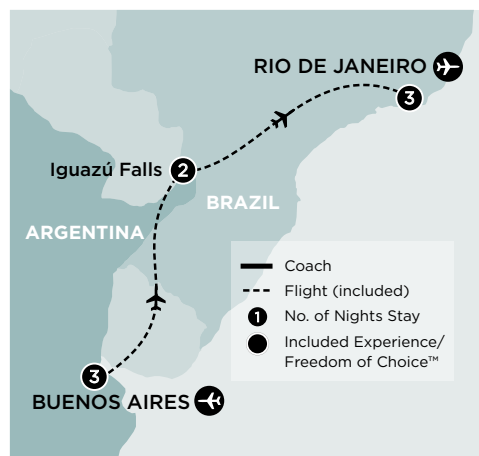 RIO DE JANEIRO
3
Iguazú Falls 2
BRAZIL
ARGENTINA
Coach
Flight (included)
1 No. of Nights Stay
Included Experience/
Freedom of Choice™
3
BUENOS AIRES